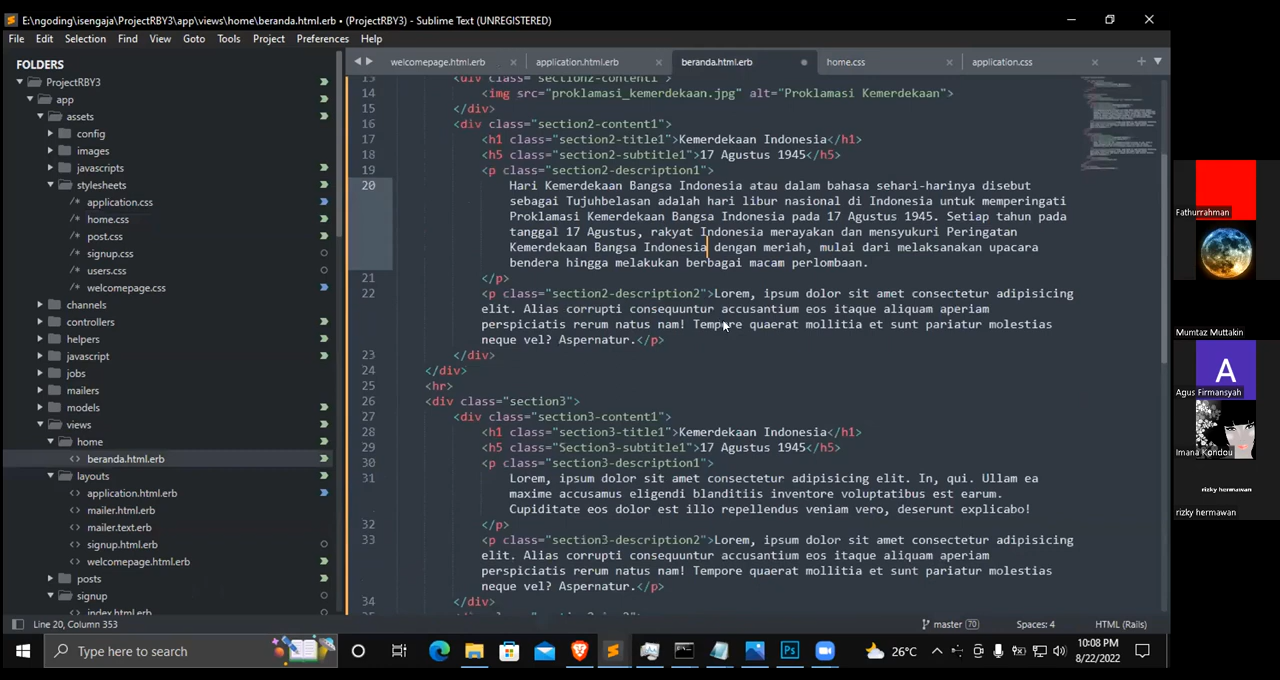 E:\ngoding\isengaja\ProjectRBY3\app\views\home\beranda.html.erb • (ProjectRBY3) - Sublime Text (UNREGISTERED)
File Edit Selection Find View Goto Tools Project Preferences Help
FOLDERS
ProjectRBY3
app
assets
config
images
javascripts
stylesheets
/* application.css
/* home.css
/* post.css
/* signup.css
/* users.css
/* welcomepage.css
channels
controllers
helpers
javascript
jobs
mailers
models
views
home
<> beranda.html.erb
layouts
<> application.html.erb
<> mailer.html.erb
<> mailer.text.erb
<> signup.html.erb
<> welcomepage.html.erb
posts
signup
<> index.html.erb
welcomepage.html.erb application.html.erb beranda.html.erb home.css application.css
13 <div class="section2-content1">
14 <img src="proklamasi_kemerdekaan.jpg" alt="Proklamasi Kemerdekaan">
15 </div>
16 <div class="section2-content1">
17 <h1 class="section2-title1">Kemerdekaan Indonesia</h1>
18 <h5 class="section2-subtitle1">17 Agustus 1945</h5>
19 <p class="section2-description1">
20 Hari Kemerdekaan Bangsa Indonesia atau dalam bahasa sehari-harinya disebut
sebagai Tujuhbelasan adalah hari libur nasional di Indonesia untuk memperingati
Proklamasi Kemerdekaan Bangsa Indonesia pada 17 Agustus 1945. Setiap tahun pada
tanggal 17 Agustus, rakyat Indonesia merayakan dan mensyukuri Peringatan
Kemerdekaan Bangsa Indonesia dengan meriah, mulai dari melaksanakan upacara
bendera hingga melakukan berbagai macam perlombaan.
21 </p>
22 <p class="section2-description2">Lorem, ipsum dolor sit amet consectetur adipisicing
elit. Alias corrupti consequuntur accusantium eos itaque aliquam aperiam
perspiciatis rerum natus nam! Tempore quaerat mollitia et sunt pariatur molestias
neque vel? Aspernatur.</p>
23 </div>
24 </div>
25 <hr>
26 <div class="section3">
27 <div class="section3-content1">
28 <h1 class="section3-title1">Kemerdekaan Indonesia</h1>
29 <h5 class="Section3-subtitle1">17 Agustus 1945</h5>
30 <p class="section3-description1">
31 Lorem, ipsum dolor sit amet consectetur adipisicing elit. In, qui. Ullam ea
maxime accusamus eligendi blanditiis inventore voluptatibus est earum.
Cupiditate eos dolor est illo repellendus veniam vero, deserunt explicabo!
32 </p>
33 <p class="section3-description2">Lorem, ipsum dolor sit amet consectetur adipisicing
elit. Alias corrupti consequuntur accusantium eos itaque aliquam aperiam
perspiciatis rerum natus nam! Tempore quaerat mollitia et sunt pariatur molestias
neque vel? Aspernatur.</p>
34 </div>
Line 20, Column 353
master 70 Spaces: 4 HTML (Rails)
Type here to search
Ps
26°C
10:08 PM
8/22/2022
Fathurrahman
Mumtaz Muttakin
A
Agus Firmansyah
Imana Kondou
rizky hermawan
rizky hermawan